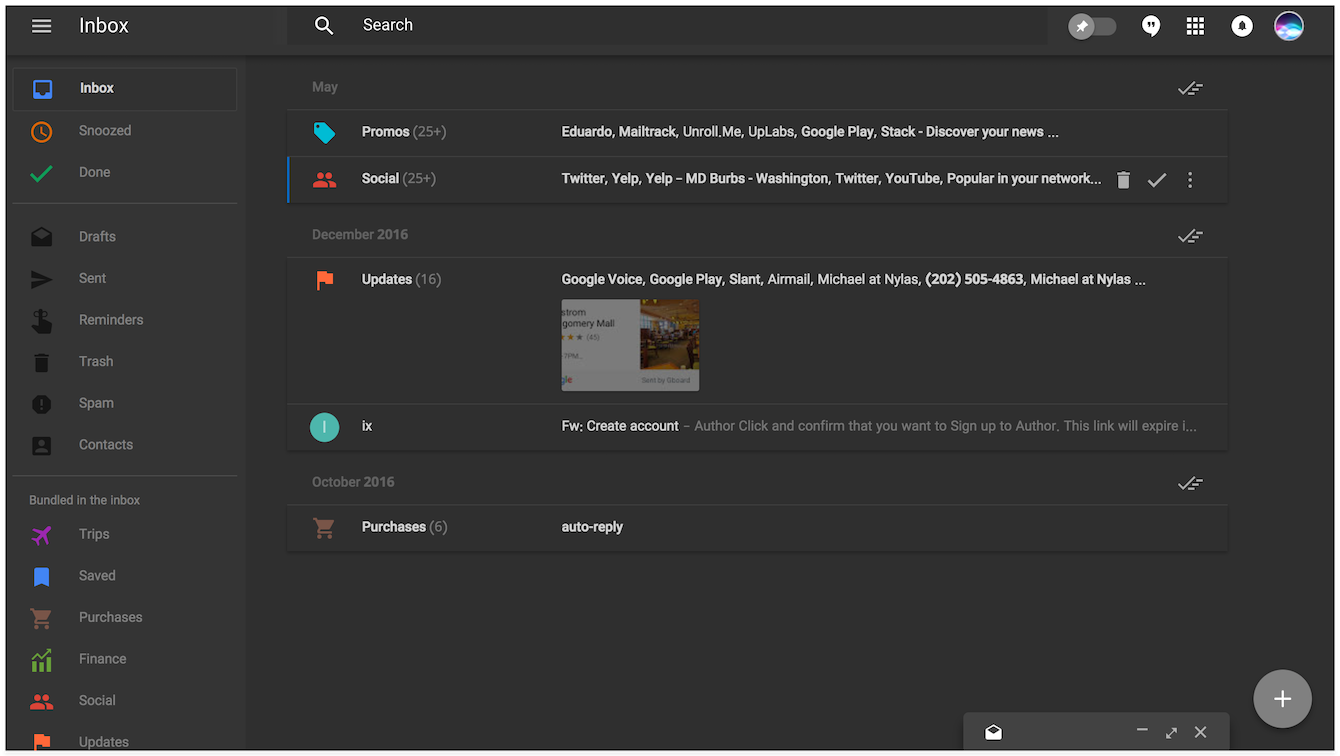 Inbox
Search
Inbox
Snoozed
Done
Drafts
Sent
Reminders
Trash
Spam
Contacts
Bundled in the inbox
Trips
Saved
Purchases
Finance
Social
Updates
May
Promos (25+) Eduardo, Mailtrack, Unroll.Me, UpLabs, Google Play, Stack - Discover your news ...
Social (25+) Twitter, Yelp, Yelp – MD Burbs - Washington, Twitter, YouTube, Popular in your network...
December 2016
Updates (16) Google Voice, Google Play, Slant, Airmail, Michael at Nylas, (202) 505-4863, Michael at Nylas ...
strom
gomery Mall
(45)
7PM...
gle Sent by Gboard
I ix Fw: Create account – Author Click and confirm that you want to Sign up to Author. This link will expire i...
October 2016
Purchases (6) auto-reply